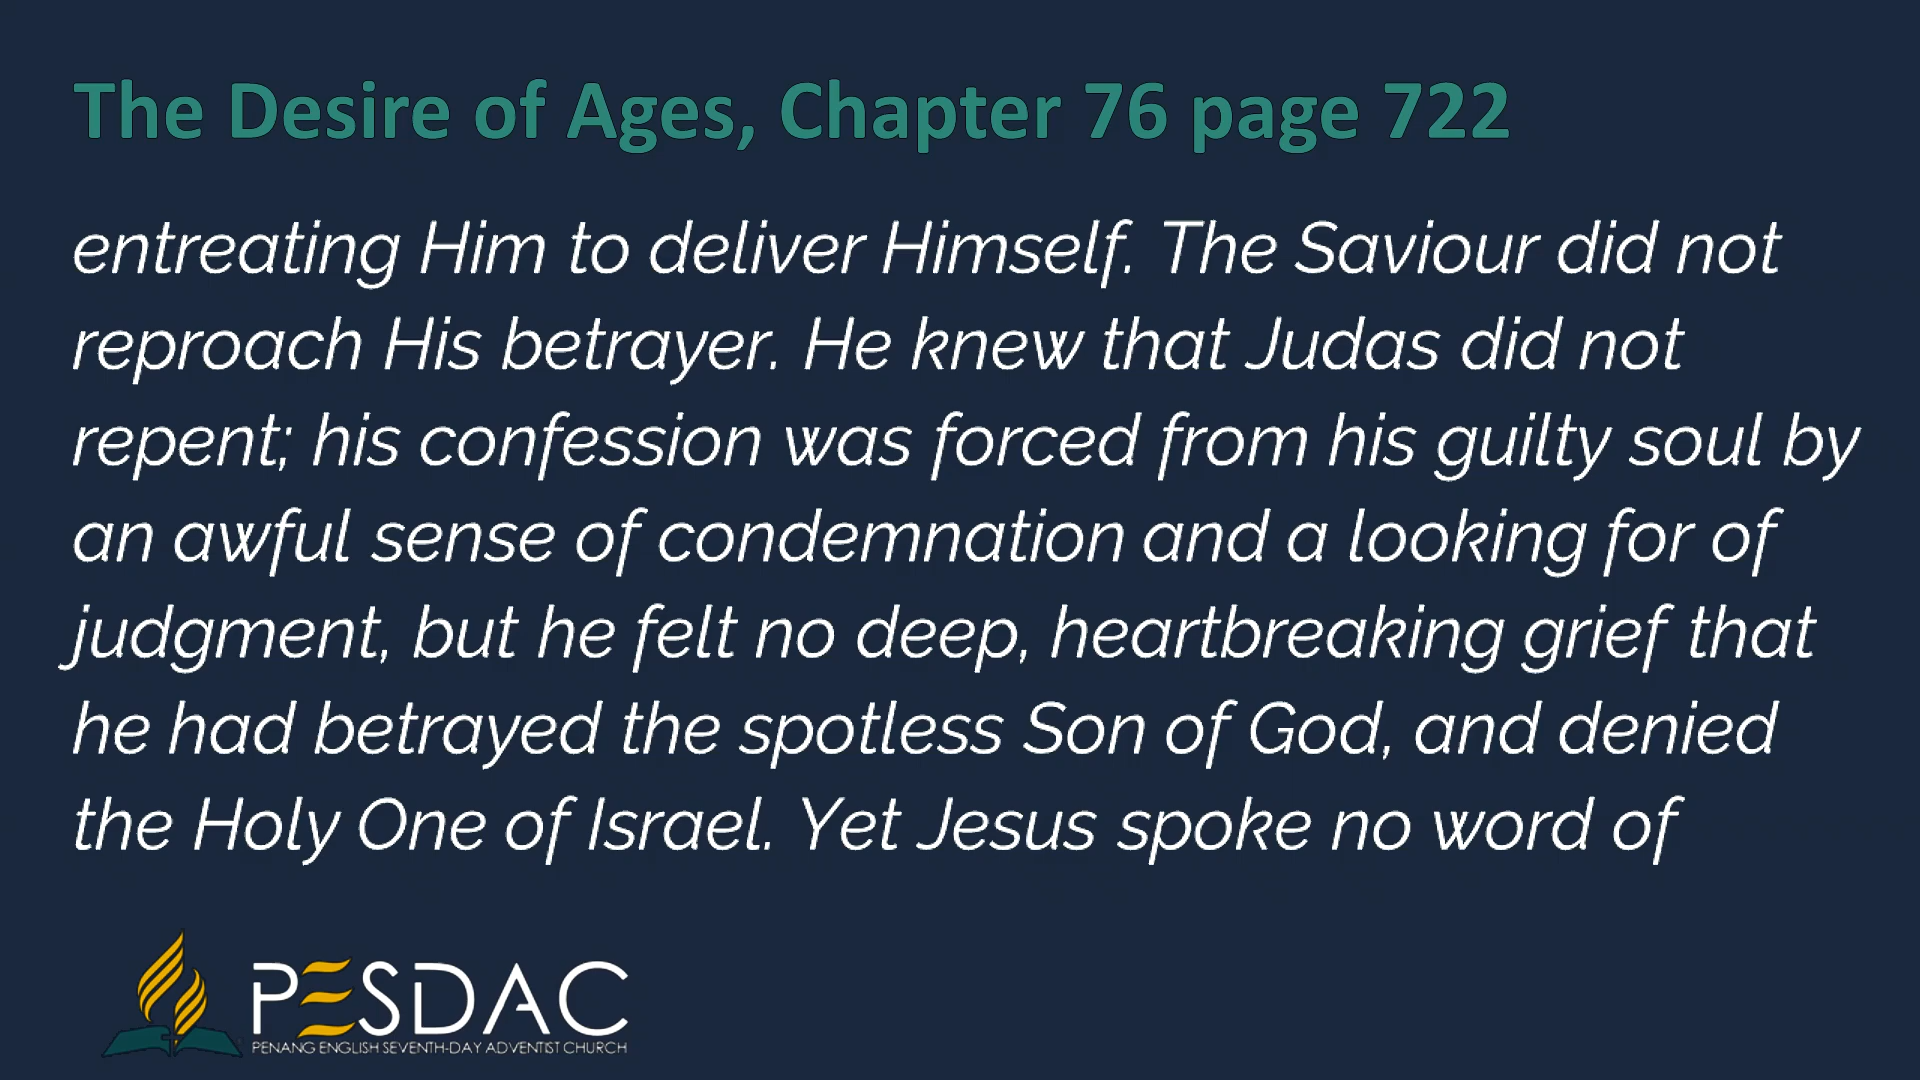 The Desire of Ages, Chapter 76 page 722
entreating Him to deliver Himself. The Saviour did not
reproach His betrayer. He knew that Judas did not
repent; his confession was forced from his guilty soul by
an awful sense of condemnation and a looking for of
judgment, but he felt no deep, heartbreaking grief that
he had betrayed the spotless Son of God, and denied
the Holy One of Israel. Yet Jesus spoke no word of
PESDAC
PENANG ENGLISH SEVENTH-DAY ADVENTIST CHURCH